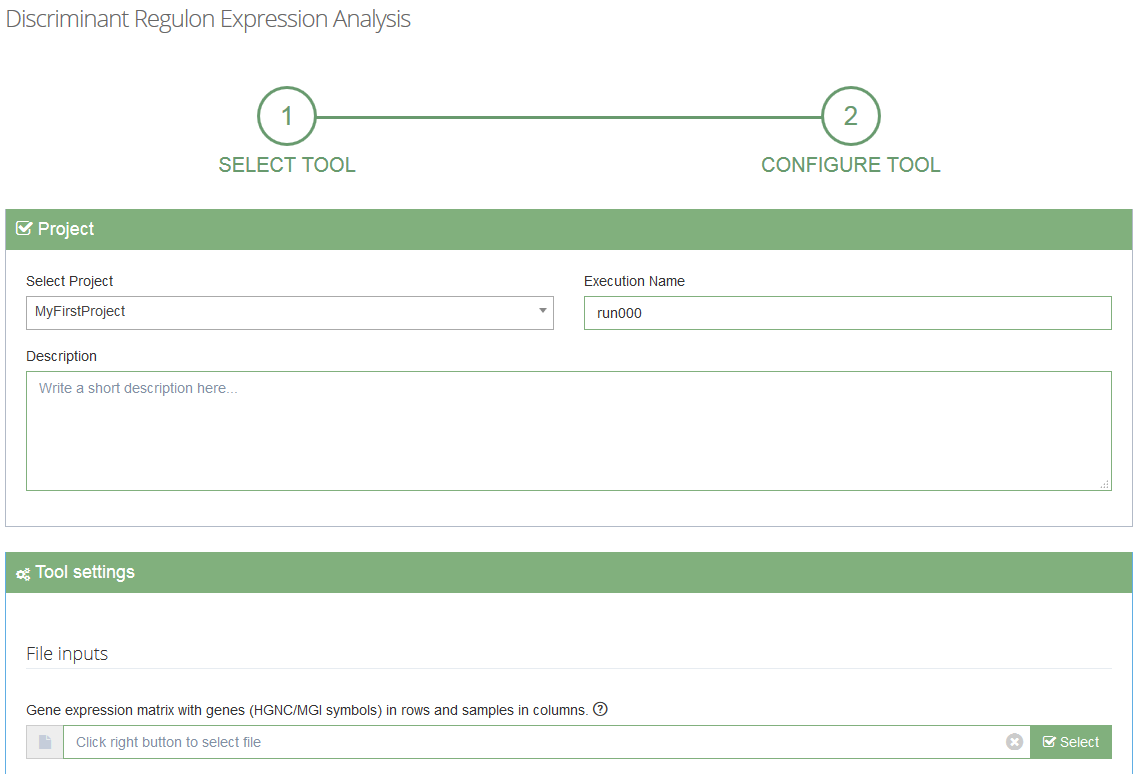 Discriminant Regulon Expression Analysis
1
2
SELECT TOOL
CONFIGURE TOOL
Project
Select Project
Execution Name
MyFirstProject
run000
Description
Write a short description here...
Tool settings
File inputs
Gene expression matrix with genes (HGNC/MGI symbols) in rows and samples in columns. ?
Click right button to select file
Select